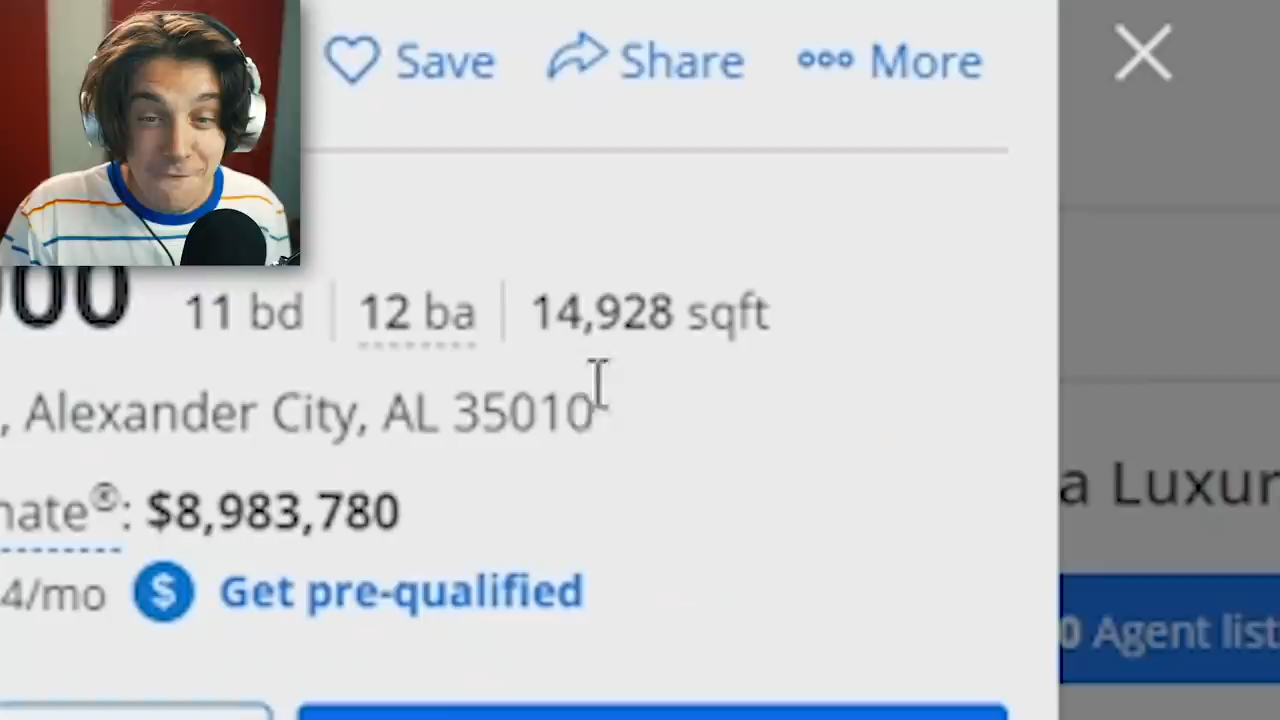 Save Share More
000 11 bd 12 ba 14,928 sqft
, Alexander City, AL 35010
mate®: $8,983,780
4/mo $ Get pre-qualified
a Luxur
0 Agent list